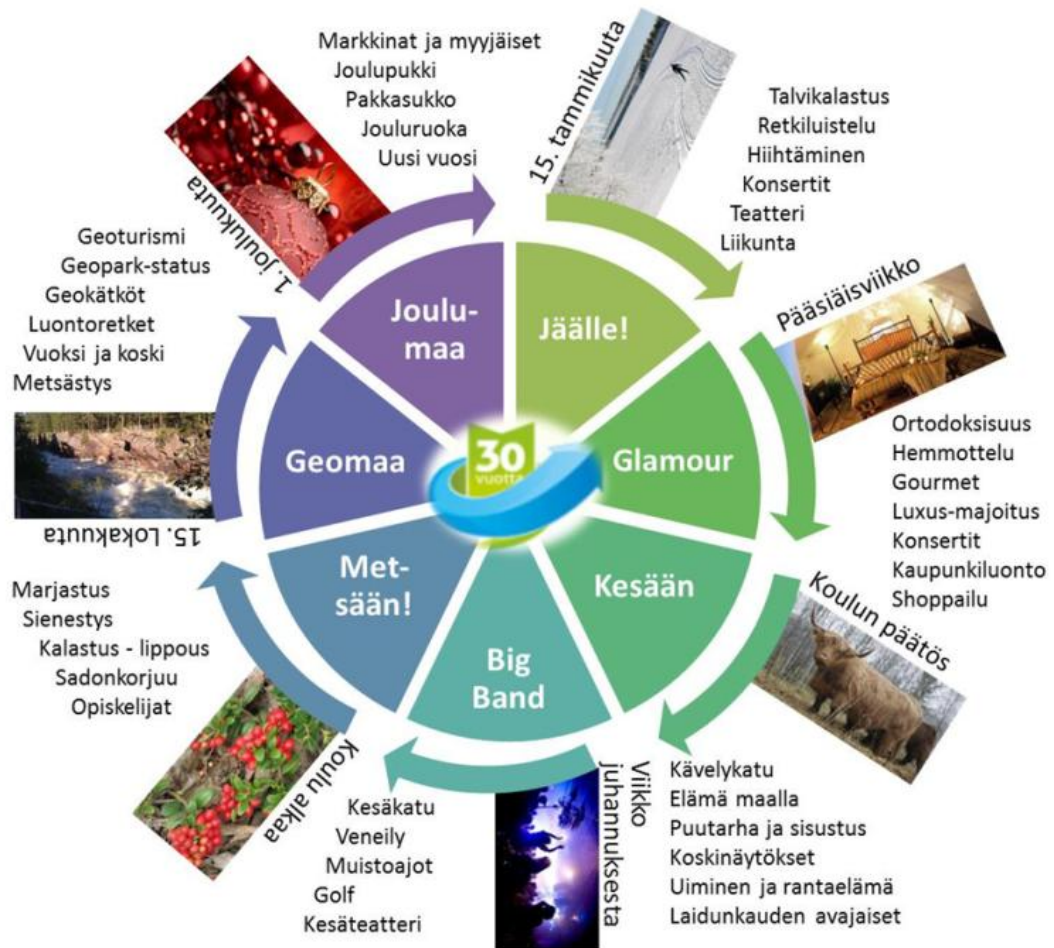 Markkinat ja myyjäiset
Joulupukki
Pakkasukko
Jouluruoka
Uusi vuosi
15. tammikuuta
Talvikalastus
Retkiluistelu
Hiihtäminen
Konsertit
Teatteri
Liikunta
Pääsiäisviikko
Ortodoksisuus
Hemmottelu
Gourmet
Luxus-majoitus
Konsertit
Kaupunkiluonto
Shoppailu
Koulun päätös
Kävelykatu
Elämä maalla
Puutarha ja sisustus
Koskinäytökset
Uiminen ja rantaelämä
Laidunkauden avajaiset
Viikko
juhannuksesta
Kesäkatu
Veneily
Muistoajot
Golf
Kesäteatteri
Koulu alkaa
Marjastus
Sienestys
Kalastus - lippous
Sadonkorjuu
Opiskelijat
15. Lokakuuta
Geoturismi
Geopark-status
Geokätköt
Luontoretket
Vuoksi ja koski
Metsästys
1. joulukuuta
Joulu-
maa
Jäälle!
Glamour
Kesään
Big
Band
Met-
sään!
Geomaa
30
vuotta